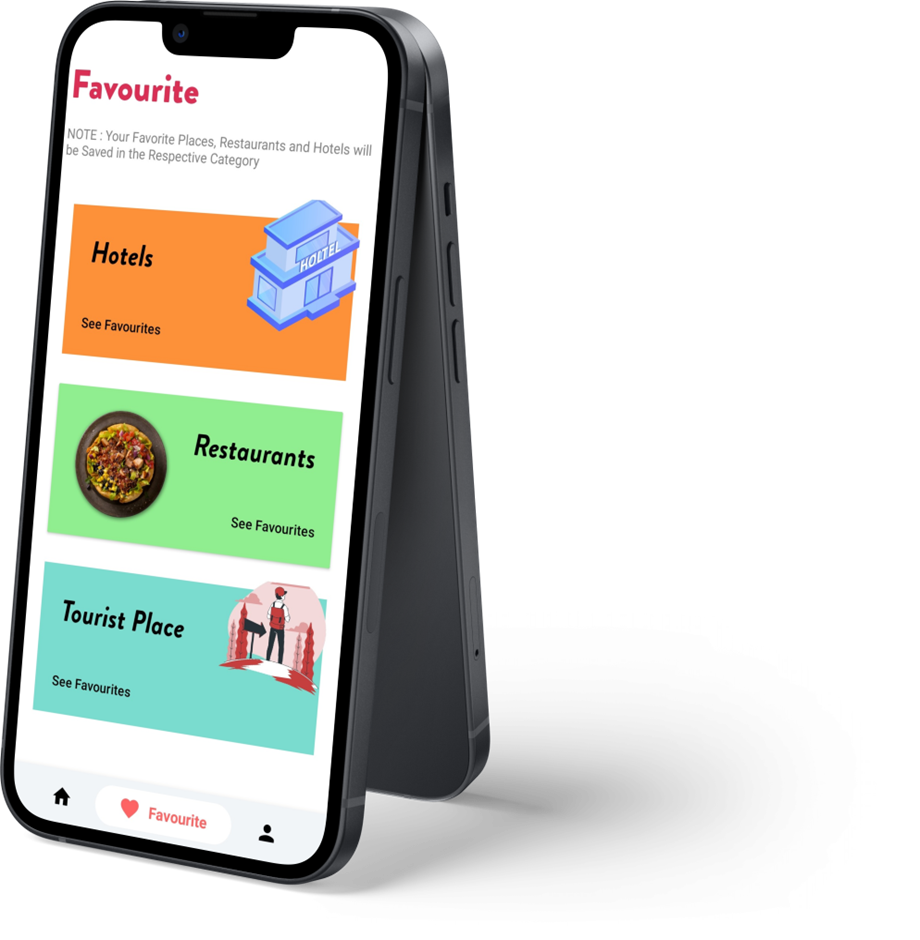 Favourite
NOTE : Your Favorite Places, Restaurants and Hotels will
be Saved in the Respective Category
Hotels
HOLTEL
See Favourites
Restaurants
See Favourites
Tourist Place
See Favourites
Favourite